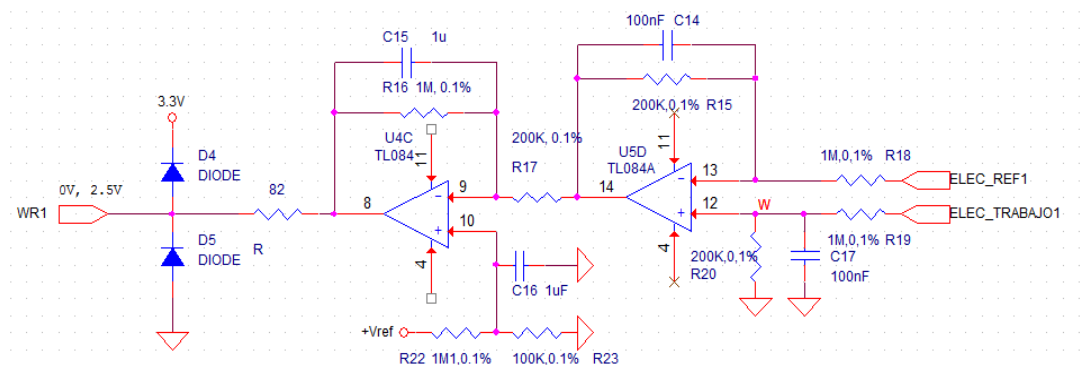 100nF C14
C15 1u
R16 1M, 0.1%
3.3V
200K,0.1% R15
U4C
TL084
11
200K, 0.1%
U5D
TL084A
11
D4
DIODE
R17
13
1M,0,1% R18
0V, 2.5V
82
9
14
ELEC_REF1
WR1
8
12
W
ELEC_TRABAJO1
10
D5
DIODE
R
4
4
200K,0,1%
R20
1M,0,1% R19
C17
100nF
C16 1uF
+Vref
R22 1M1,0.1%
100K,0.1% R23
-
+
-
+